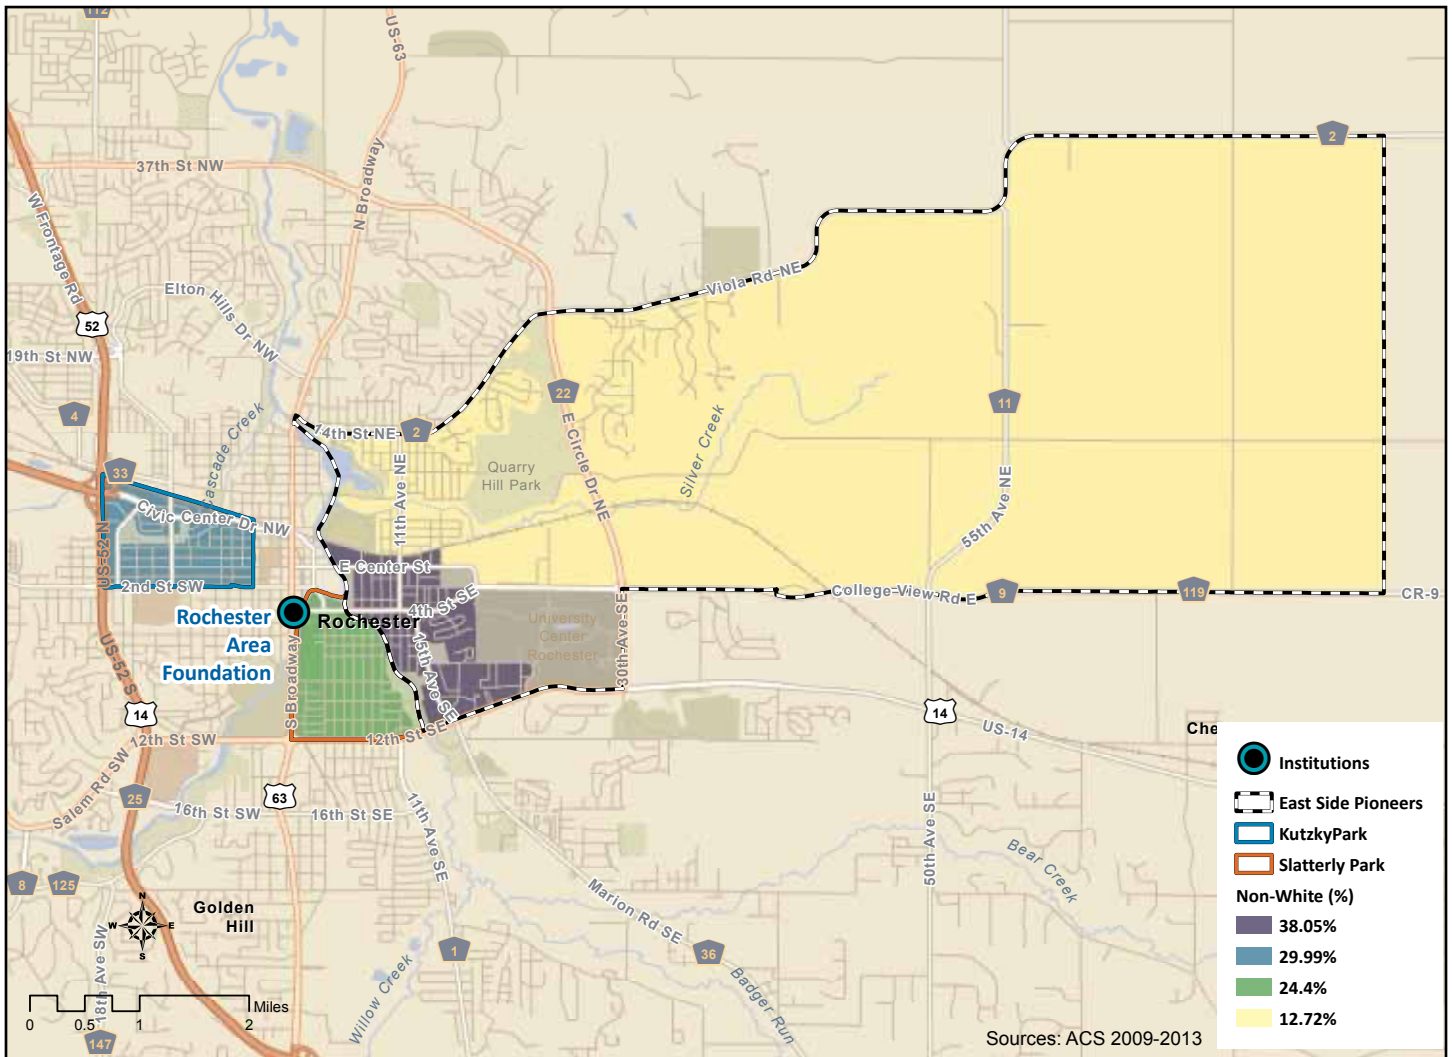 112
US-63
37th St NW
N Broadway
W Frontage Rd
2
Elton Hills Dr NW
Viola Rd NE
52
19th St NW
4
22
11
Cascade Creek
14th St NE
2
E Circle Dr NE
Silver Creek
33
Quarry
Hill Park
11th Ave NE
55th Ave NE
Civic Center Dr NW
US-52 N
E Center St
2nd St SW
4th St SE
College View Rd E
9
119
CR-9
Rochester
Area
Foundation
Rochester
University
Center
Rochester
30th Ave SE
15th Ave SE
S Broadway
US-52 S
14
12th St SW
12th St SE
14
US-14
Che
Salem Rd SW
25
63
16th St SW
16th St SE
11th Ave SE
50th Ave SE
Bear Creek
8
125
Marion Rd SE
Golden
Hill
N
W
E
S
18th Ave SW
1
36
Willow Creek
Badger Run
147
Miles
0
0.5
1
2
Institutions
East Side Pioneers
KutzkyPark
Slatterly Park
Non-White (%)
38.05%
29.99%
24.4%
12.72%
Sources: ACS 2009-2013